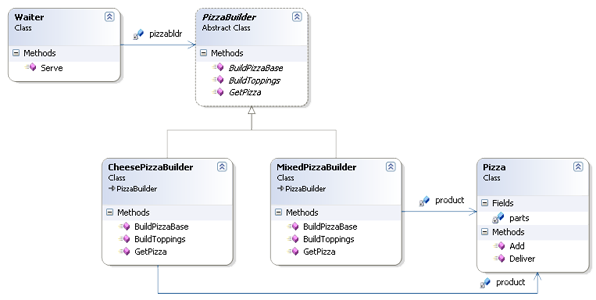 Waiter
Class
Methods
Serve
pizzabldr
PizzaBuilder
Abstract Class
Methods
BuildPizzaBase
BuildToppings
GetPizza
CheesePizzaBuilder
Class
PizzaBuilder
Methods
BuildPizzaBase
BuildToppings
GetPizza
MixedPizzaBuilder
Class
PizzaBuilder
Methods
BuildPizzaBase
BuildToppings
GetPizza
product
Pizza
Class
Fields
parts
Methods
Add
Deliver
product